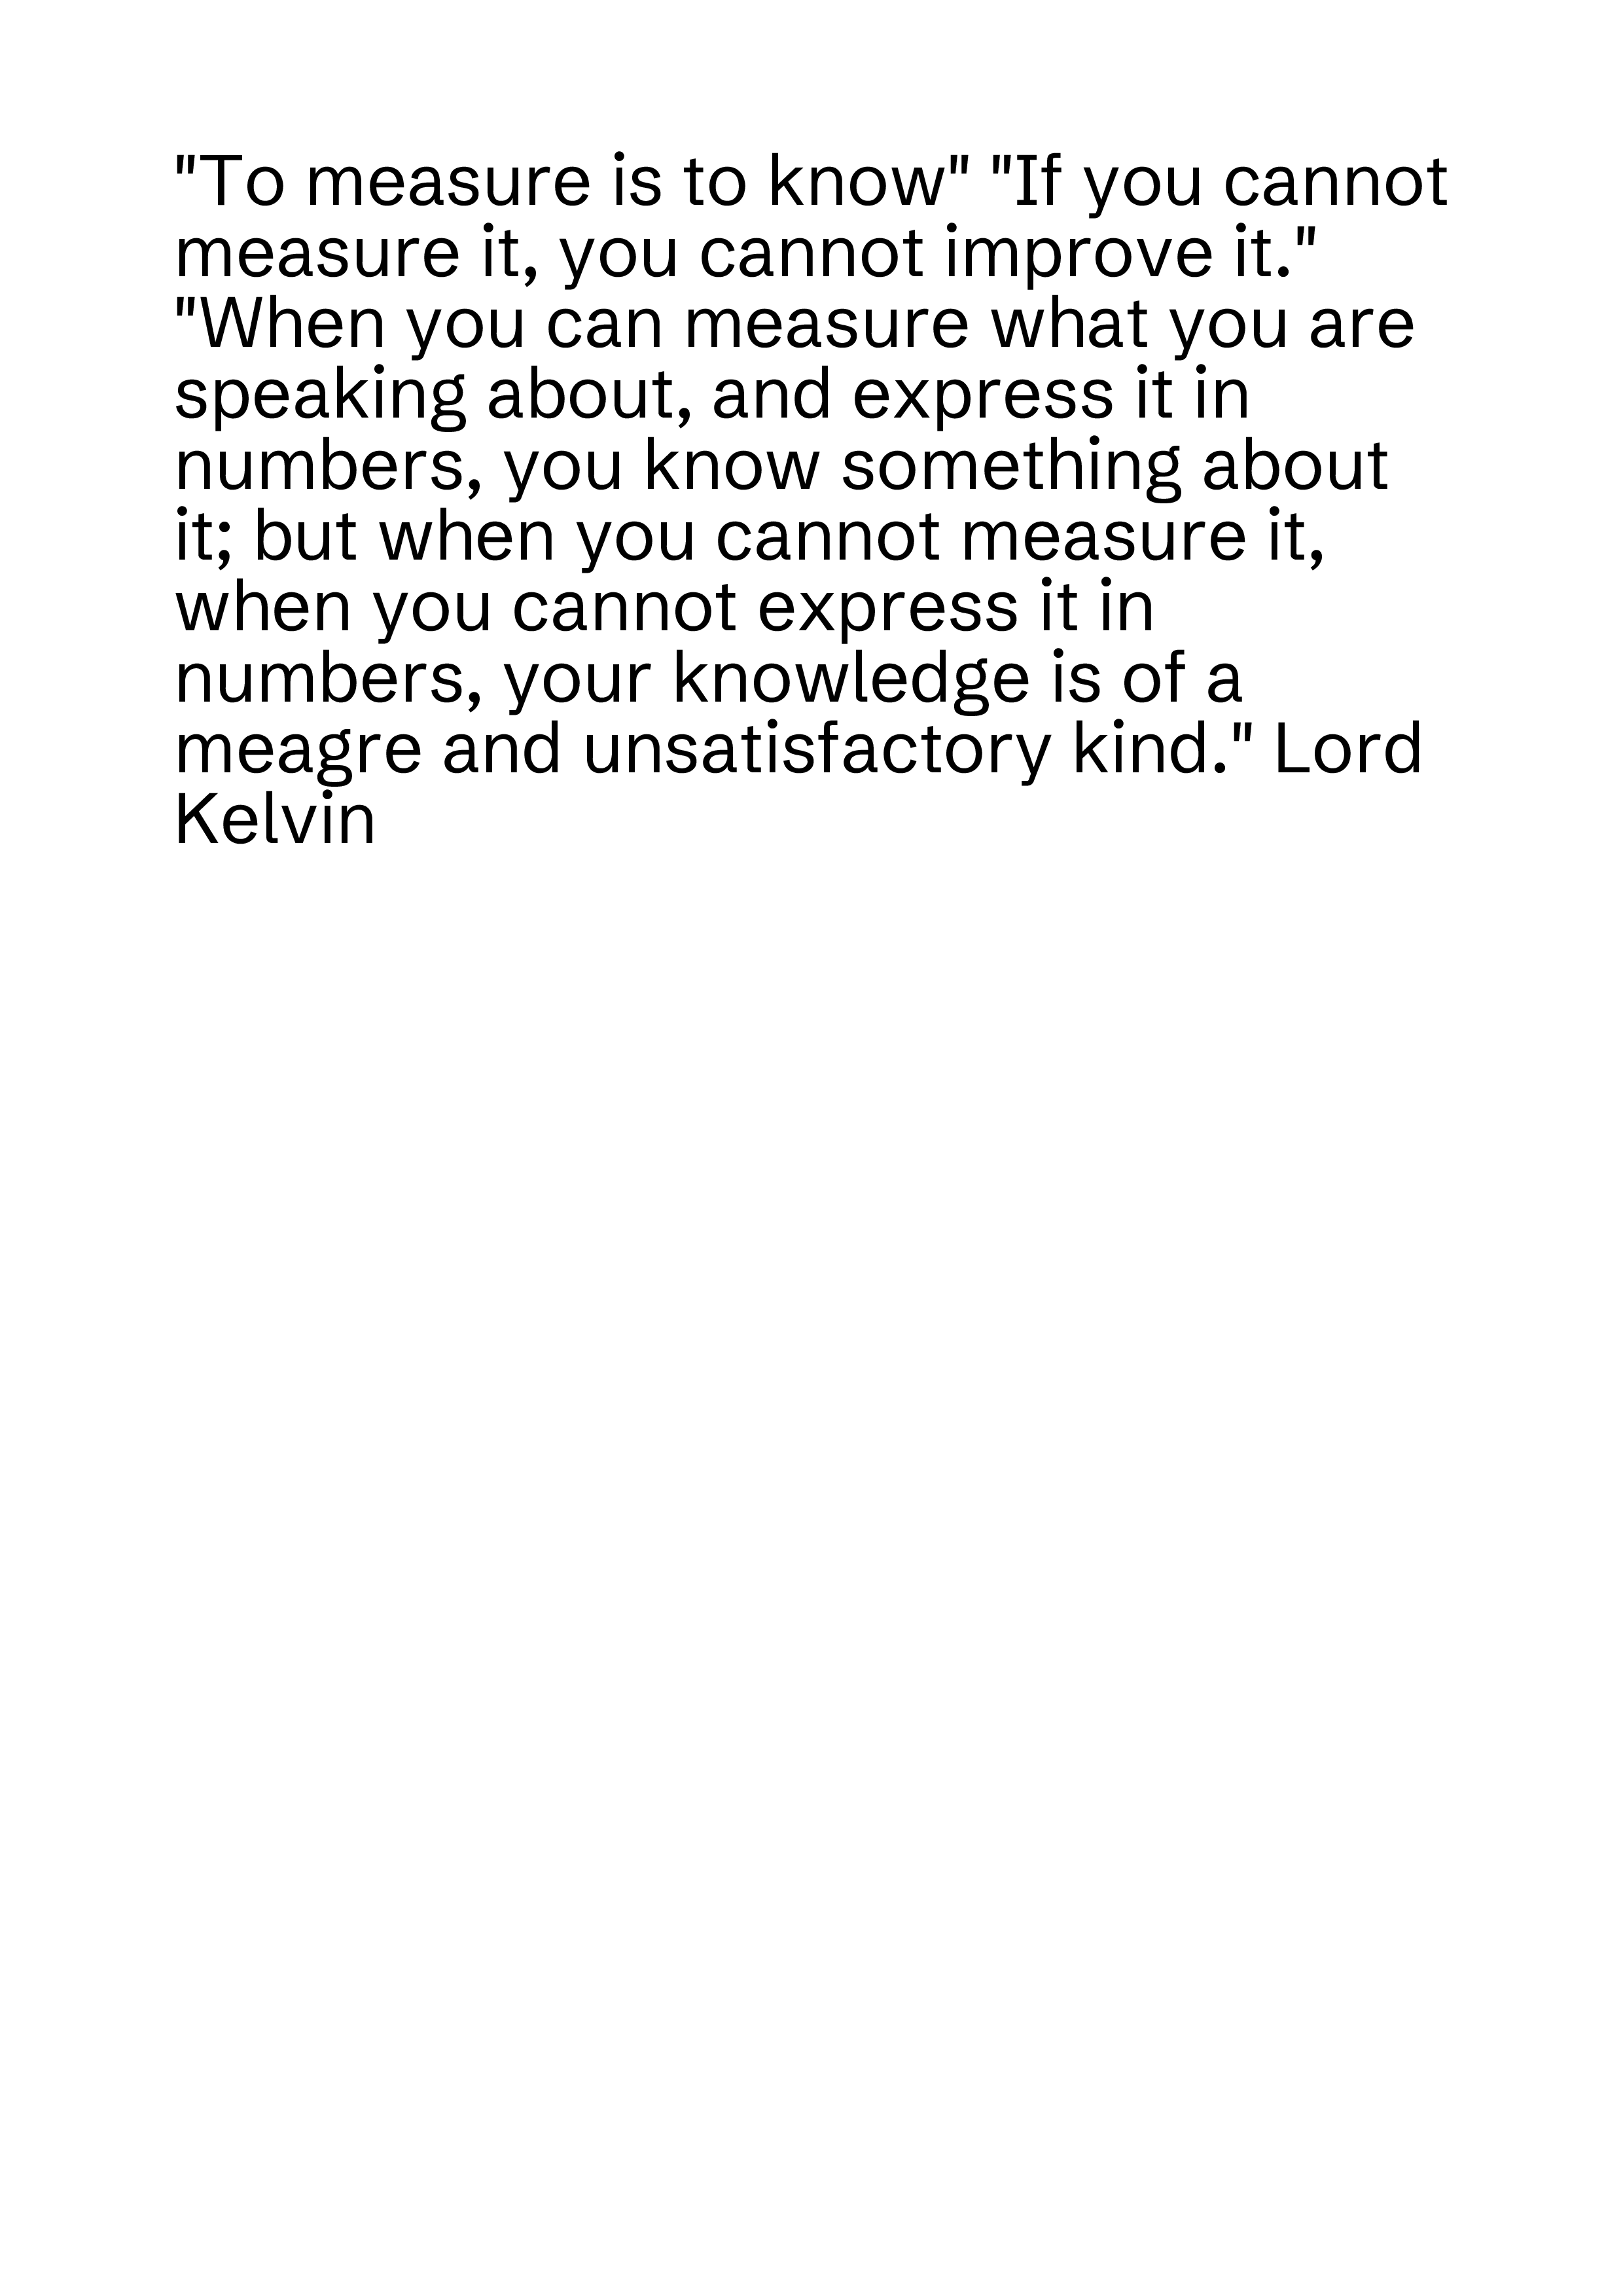 "To measure is to know" "If you cannot
measure it, you cannot improve it."
"When you can measure what you are
speaking about, and express it in
numbers, you know something about
it; but when you cannot measure it,
when you cannot express it in
numbers, your knowledge is of a
meagre and unsatisfactory kind." Lord
Kelvin